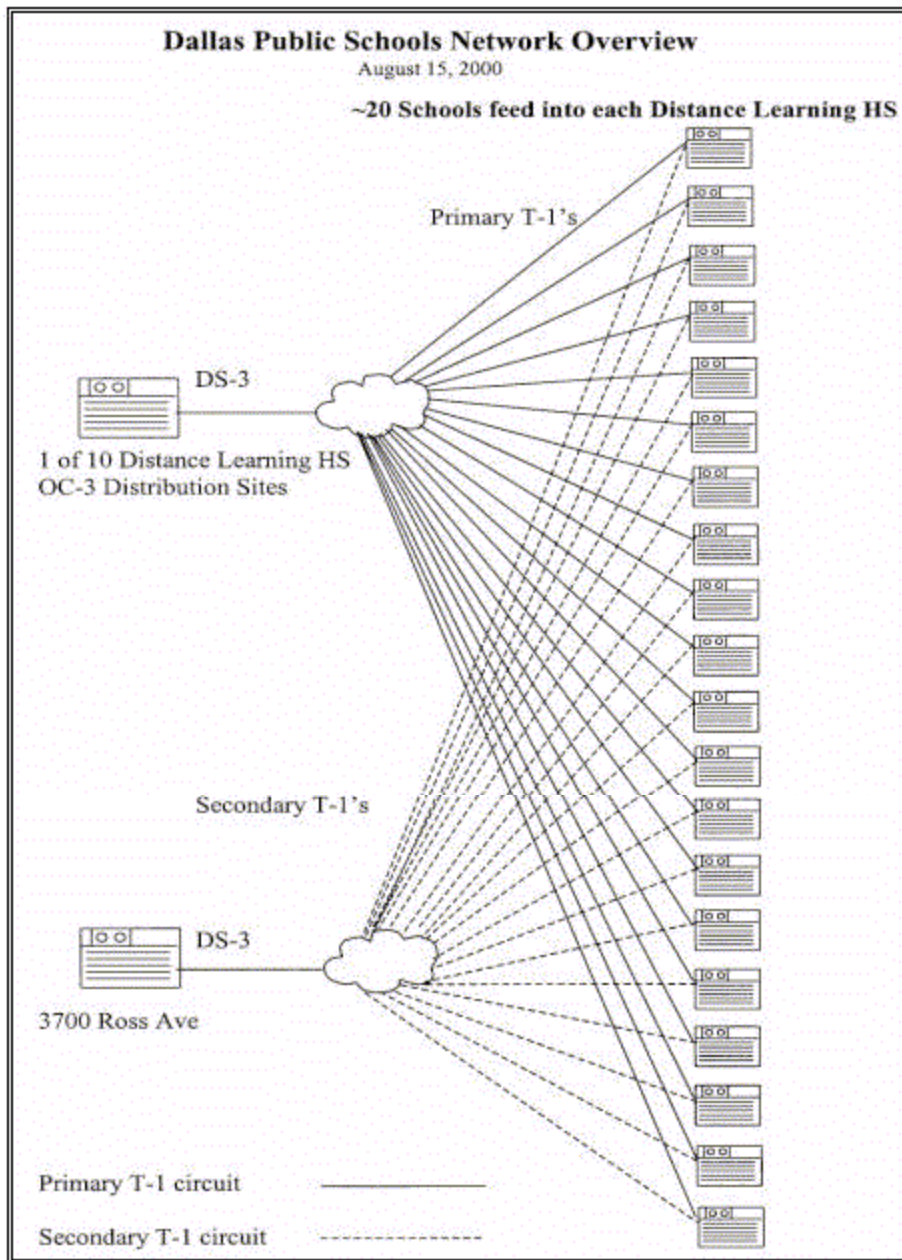 Dallas Public Schools Network Overview
August 15, 2000
~20 Schools feed into each Distance Learning HS
Primary T-1's
DS-3
1 of 10 Distance Learning HS
OC-3 Distribution Sites
Secondary T-1's
DS-3
3700 Ross Ave
Primary T-1 circuit
Secondary T-1 circuit